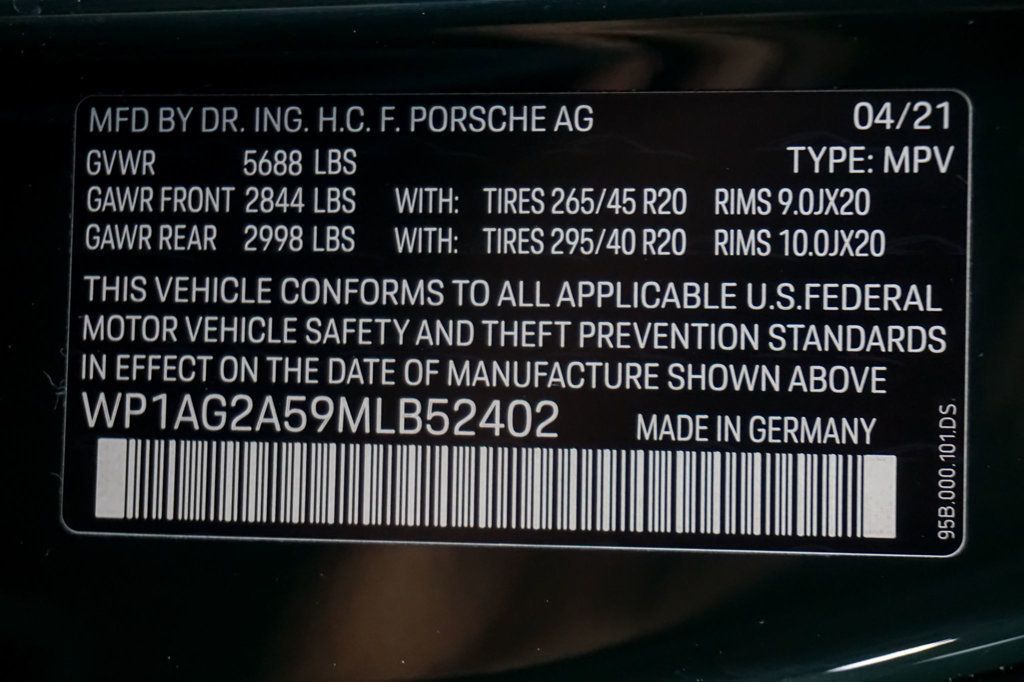 MFD BY DR. ING. H.C. F. PORSCHE AG 04/21
GVWR 5688 LBS TYPE: MPV
GAWR FRONT 2844 LBS WITH: TIRES 265/45 R20 RIMS 9.0JX20
GAWR REAR 2998 LBS WITH: TIRES 295/40 R20 RIMS 10.0JX20
THIS VEHICLE CONFORMS TO ALL APPLICABLE U.S.FEDERAL
MOTOR VEHICLE SAFETY AND THEFT PREVENTION STANDARDS
IN EFFECT ON THE DATE OF MANUFACTURE SHOWN ABOVE
WP1AG2A59MLB52402 MADE IN GERMANY
95B.000.101.DS